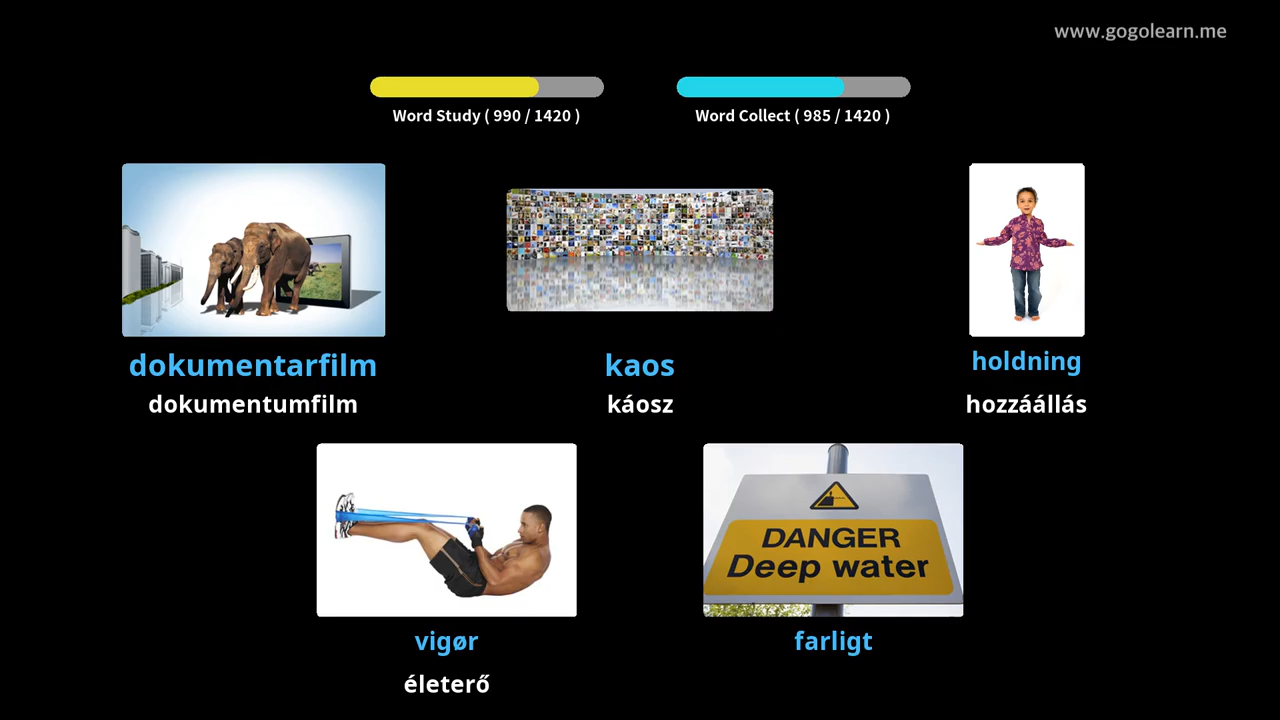 www.gogolearn.me
Word Study ( 990 / 1420 )
Word Collect ( 985 / 1420 )
dokumentarfilm
dokumentumfilm
kaos
káosz
holdning
hozzáállás
vigør
életerő
DANGER
Deep water
farligt